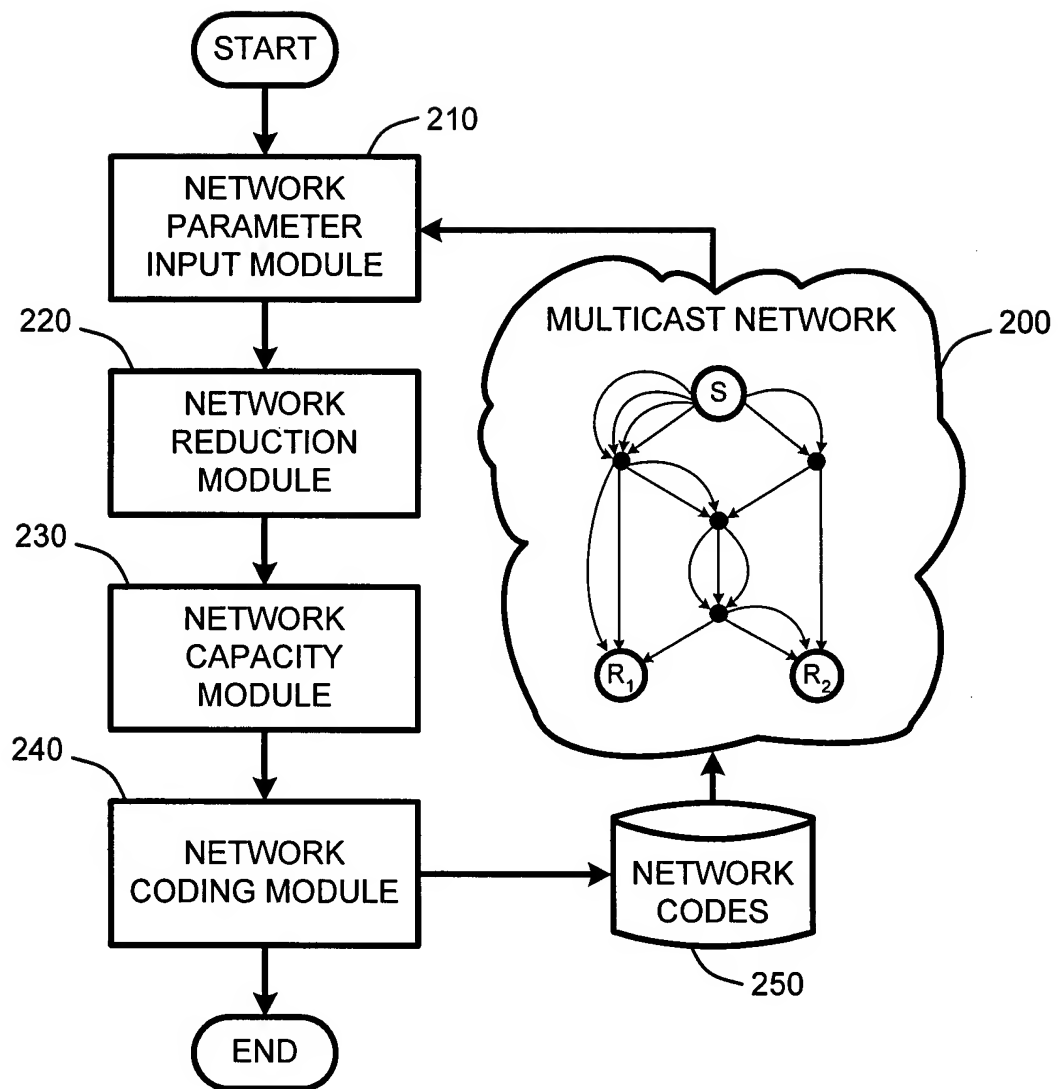 START
210
NETWORK
PARAMETER
INPUT MODULE
220
NETWORK
REDUCTION
MODULE
230
NETWORK
CAPACITY
MODULE
240
NETWORK
CODING MODULE
END
MULTICAST NETWORK
200
S
R1
R2
NETWORK
CODES
250